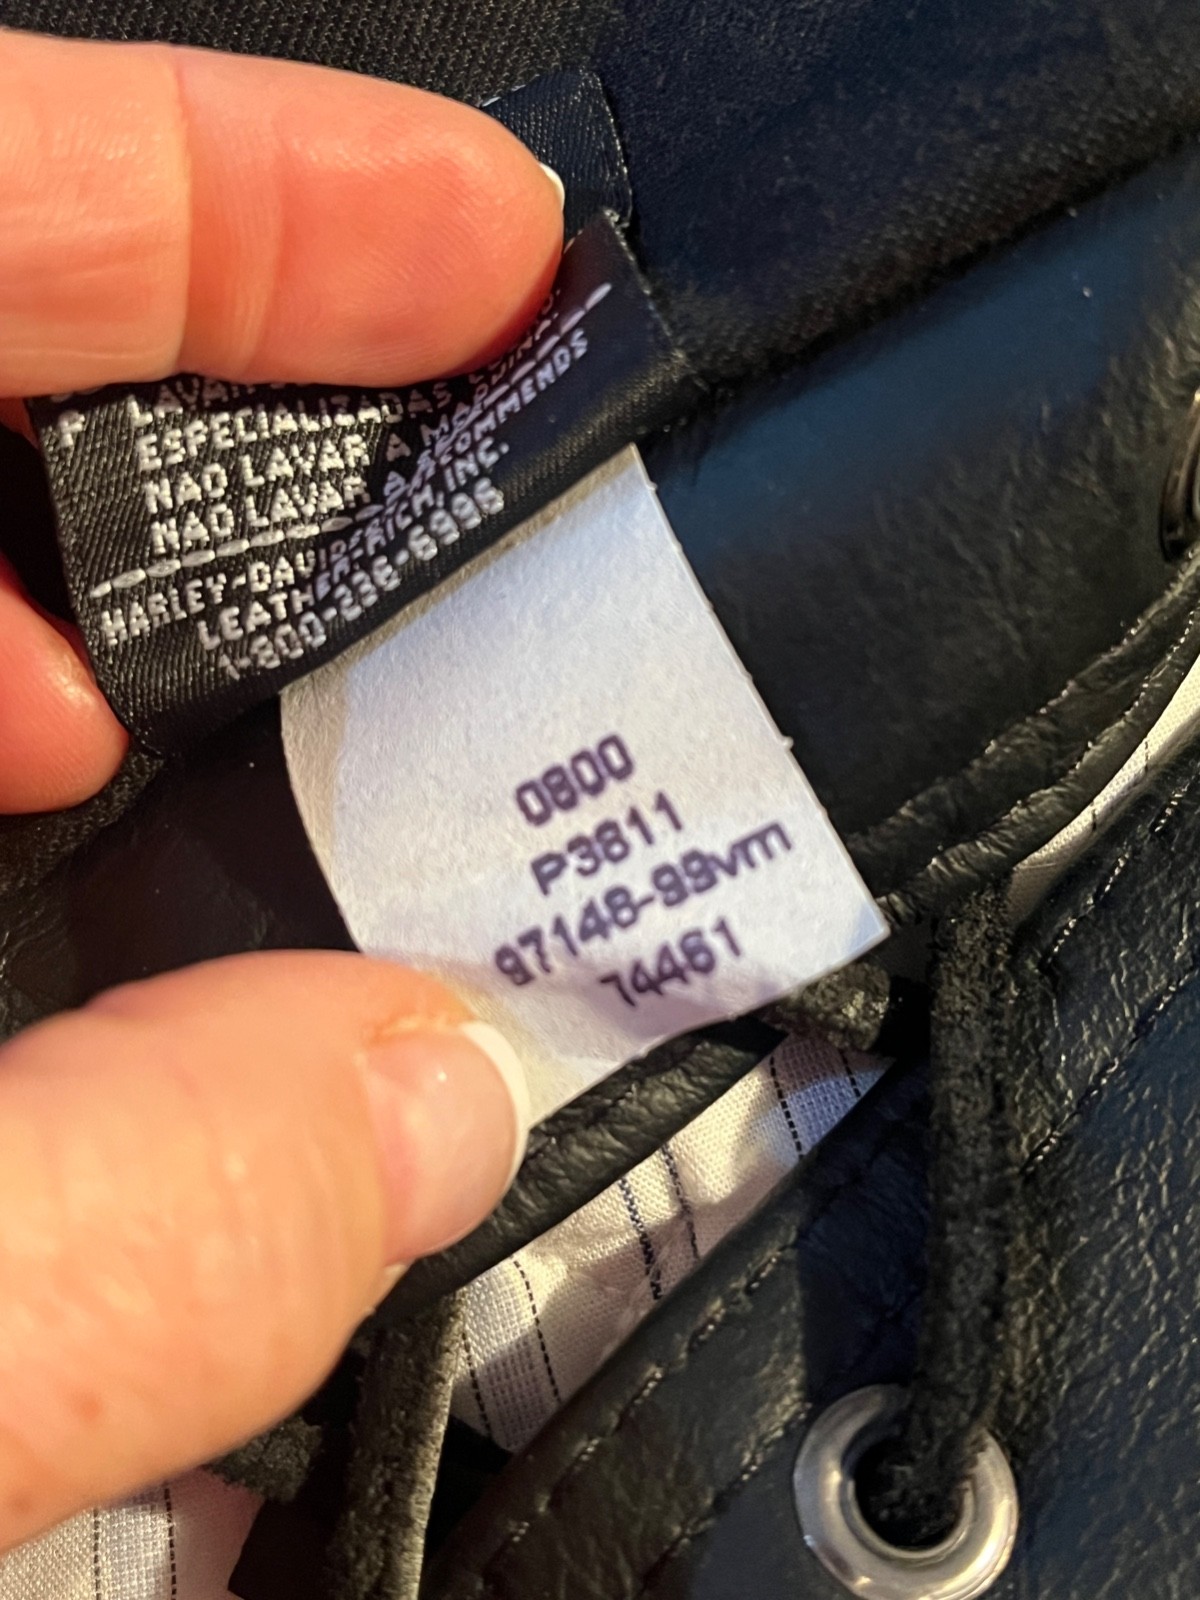 ESPECIALIZADAS
NAO LAVAR A MAQUINA.
NAO LAVAR
HARLEY-DAVIDSON RECOMMENDS
LEATHER-RICH, INC.
1-800-236-6996
0800
P3811
97148-99vm
74461